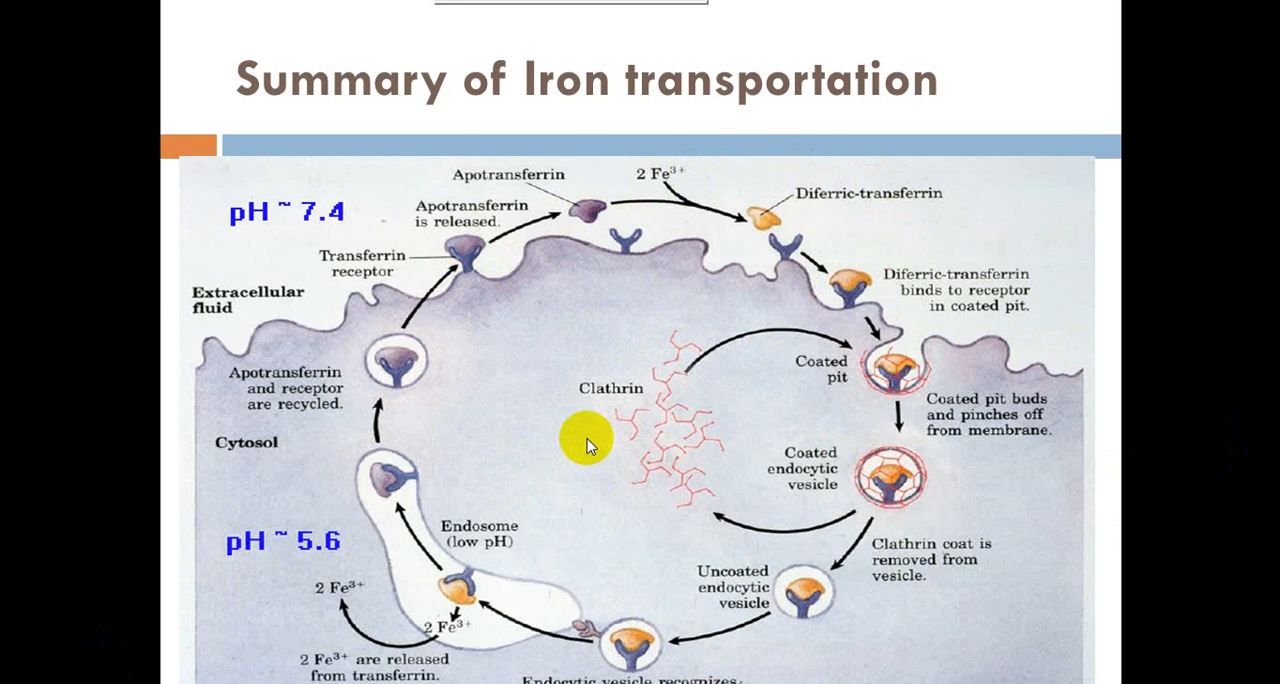 Summary of Iron transportation
pH ~ 7.4
Apotransferrin
2 Fe³⁺
Diferric-transferrin
Apotransferrin
is released.
Transferrin
receptor
Extracellular
fluid
Diferric-transferrin
binds to receptor
in coated pit.
Coated
pit
Apotransferrin
and receptor
are recycled.
Clathrin
Coated pit buds
and pinches off
from membrane.
Cytosol
Coated
endocytic
vesicle
pH ~ 5.6
Endosome
(low pH)
Clathrin coat is
removed from
vesicle.
Uncoated
endocytic
vesicle
2 Fe³⁺
2 Fe³⁺
2 Fe³⁺ are released
from transferrin.
Endocytic vesicle recognizes